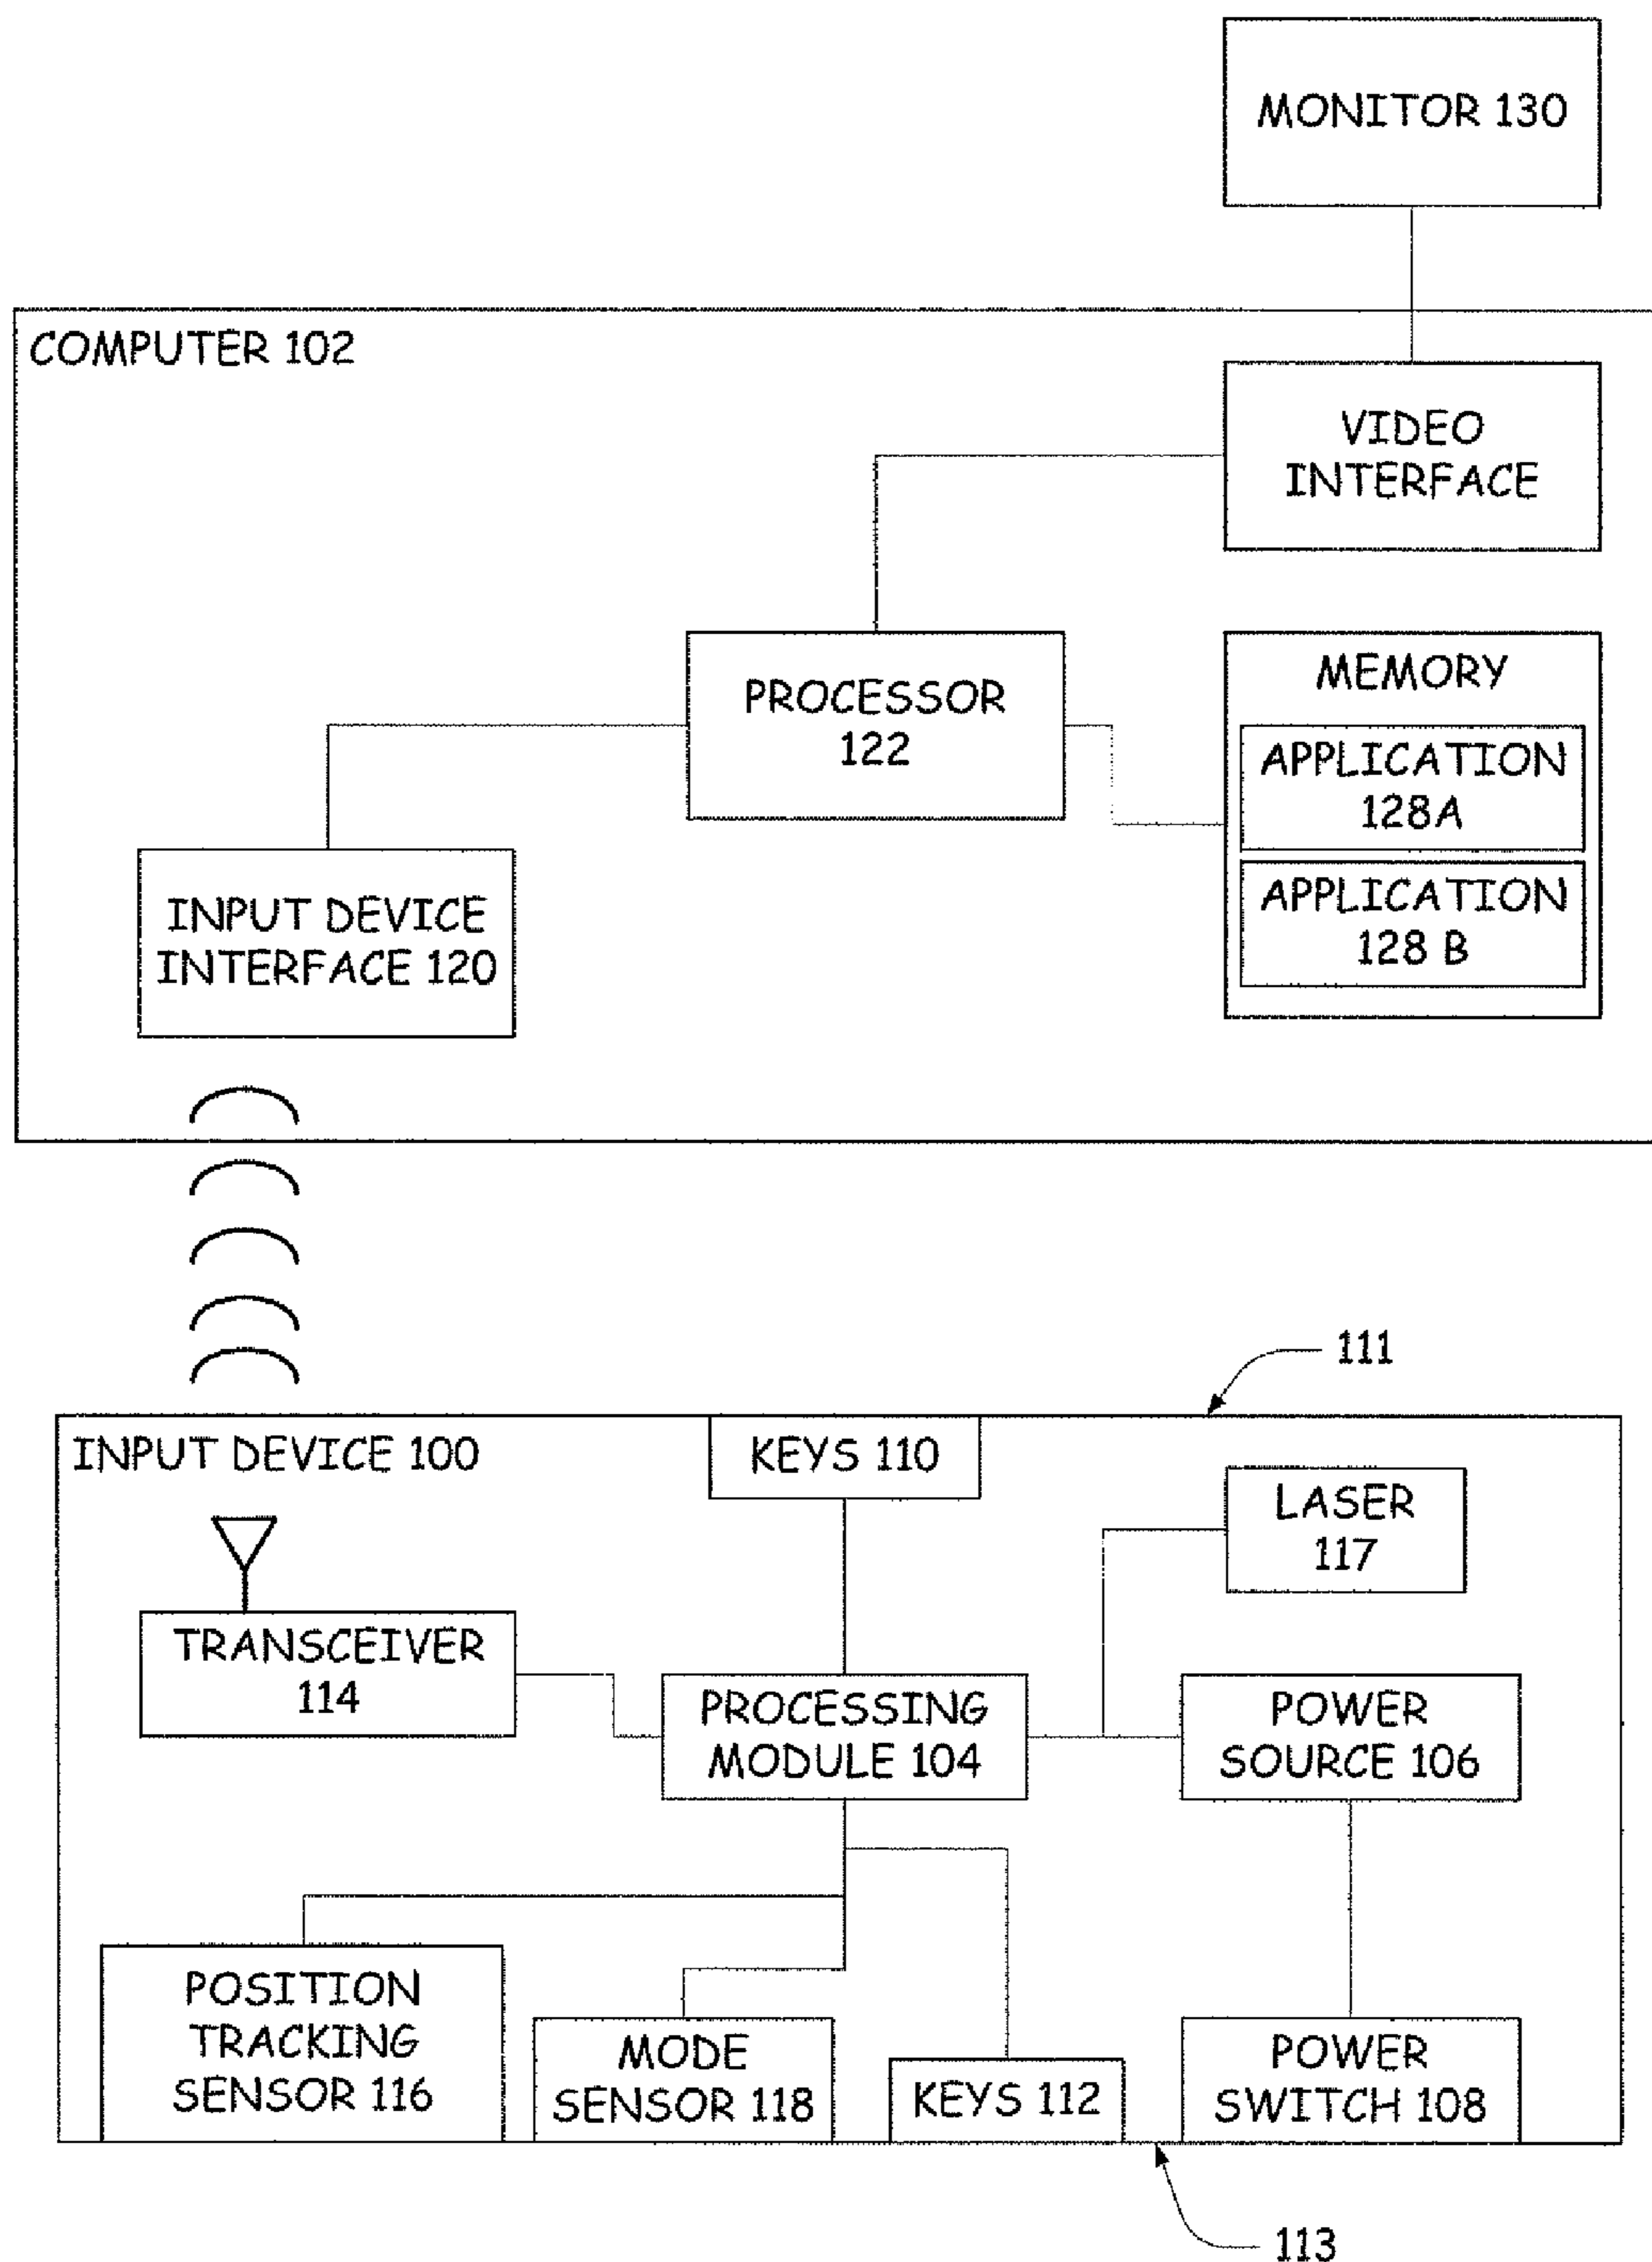 MONITOR 130
COMPUTER 102
VIDEO
INTERFACE
PROCESSOR
122
MEMORY
APPLICATION
128A
APPLICATION
128 B
INPUT DEVICE
INTERFACE 120
111
INPUT DEVICE 100
KEYS 110
LASER
117
TRANSCEIVER
114
PROCESSING
MODULE 104
POWER
SOURCE 106
POSITION
TRACKING
SENSOR 116
MODE
SENSOR 118
KEYS 112
POWER
SWITCH 108
113